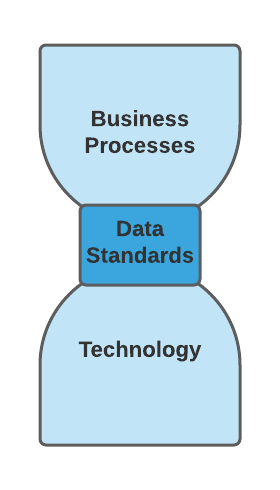 Business
Processes
Data
Standards
Technology